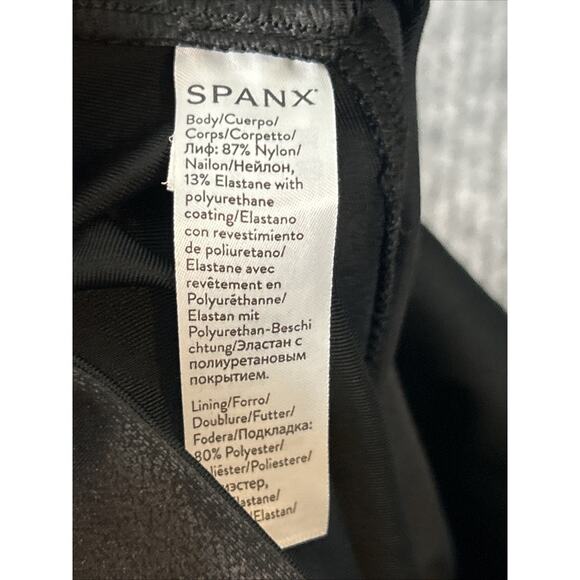 SPANX
Body/Cuerpo/
Corps/Corpetto/
Лиф: 87% Nylon/
Nailon/Нейлон,
13% Elastane with
polyurethane
coating/Elastano
con revestimiento
de poliuretano/
Elastane avec
revêtement en
Polyuréthanne/
Elastan mit
Polyurethan-Beschi
chtung/Эластан с
полиуретановым
покрытием.
Lining/Forro/
Doublure/Futter/
Fodera/Подкладка:
80% Polyester/
/Poliestere/
/Elastan/